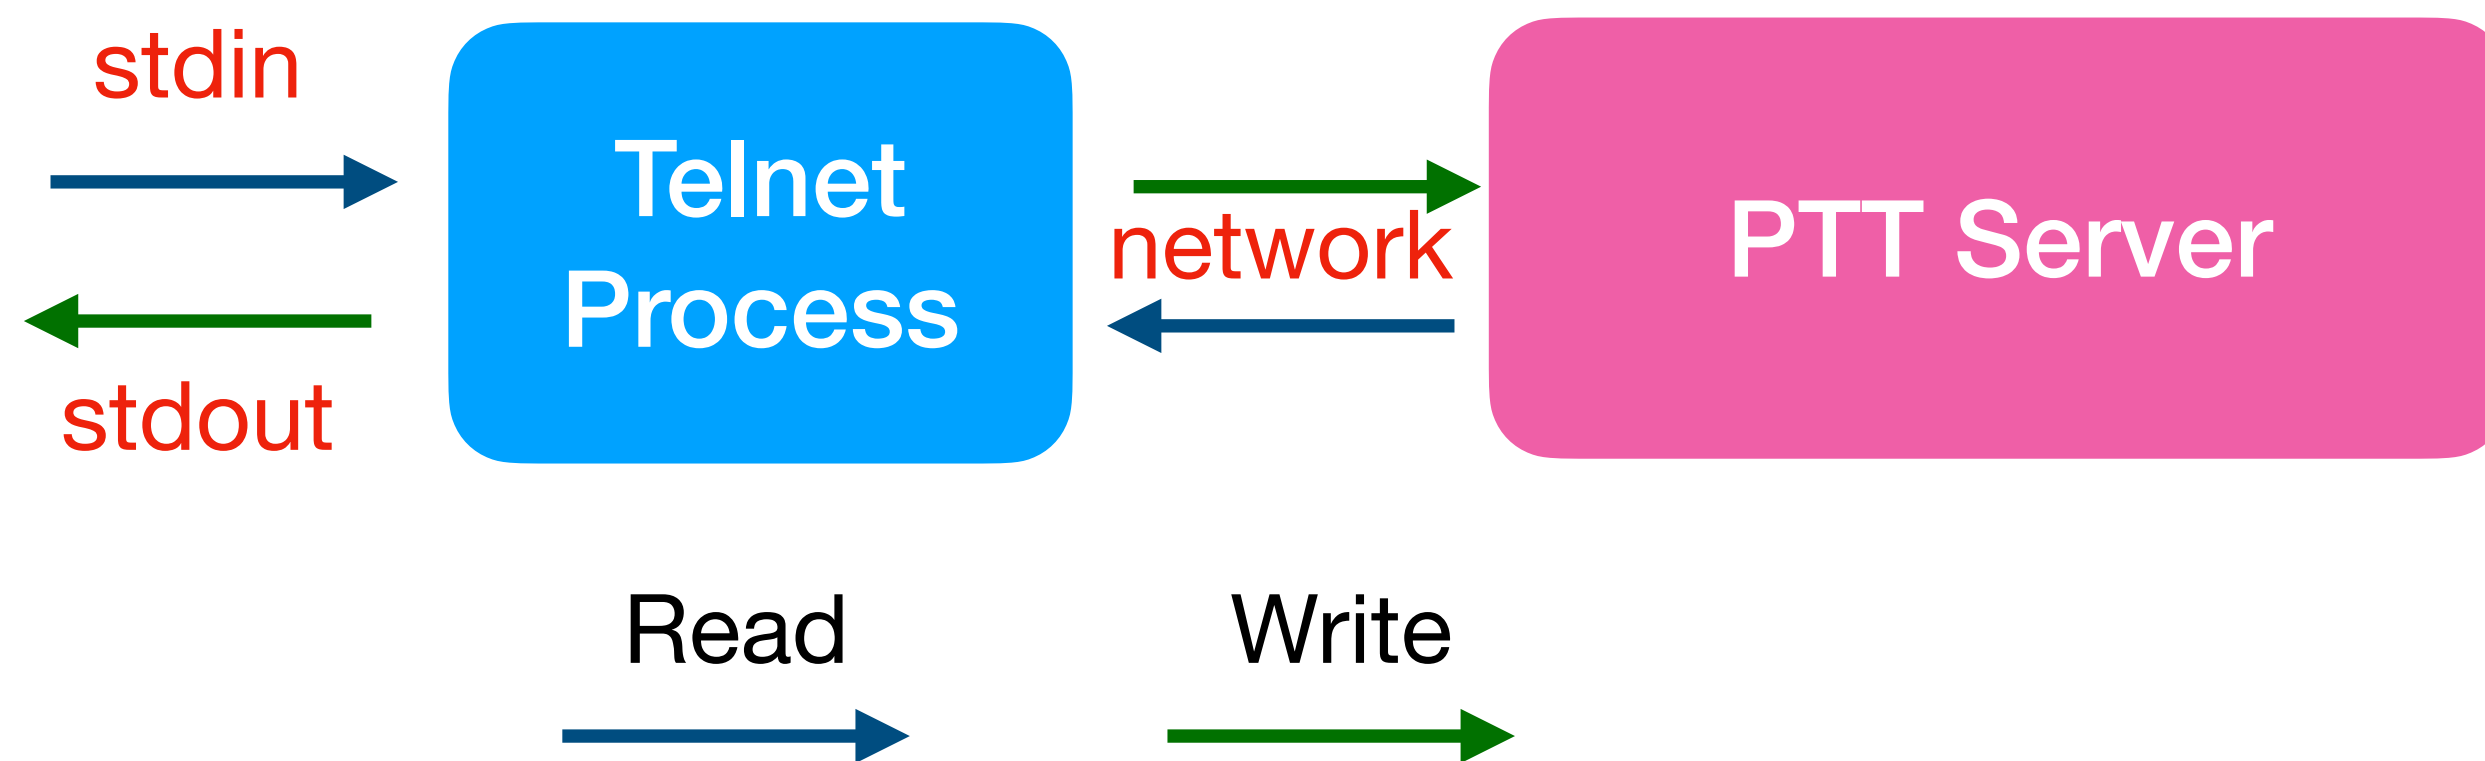 stdin
stdout
Telnet
Process
network
PTT Server
Read
Write